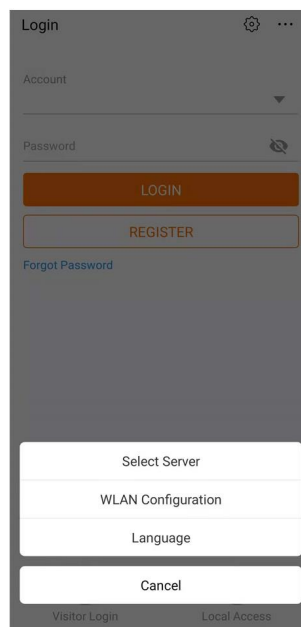 Login
Account
Password
LOGIN
REGISTER
Forgot Password
Select Server
WLAN Configuration
Language
Cancel
Visitor Login
Local Access